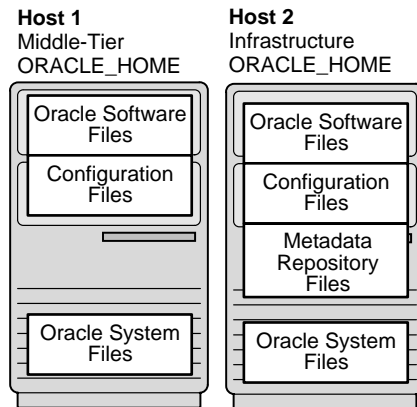 Host 1
Middle-Tier
ORACLE_HOME
Oracle Software
Files
Configuration
Files
Oracle System
Files
Host 2
Infrastructure
ORACLE_HOME
Oracle Software
Files
Configuration
Files
Metadata
Repository
Files
Oracle System
Files